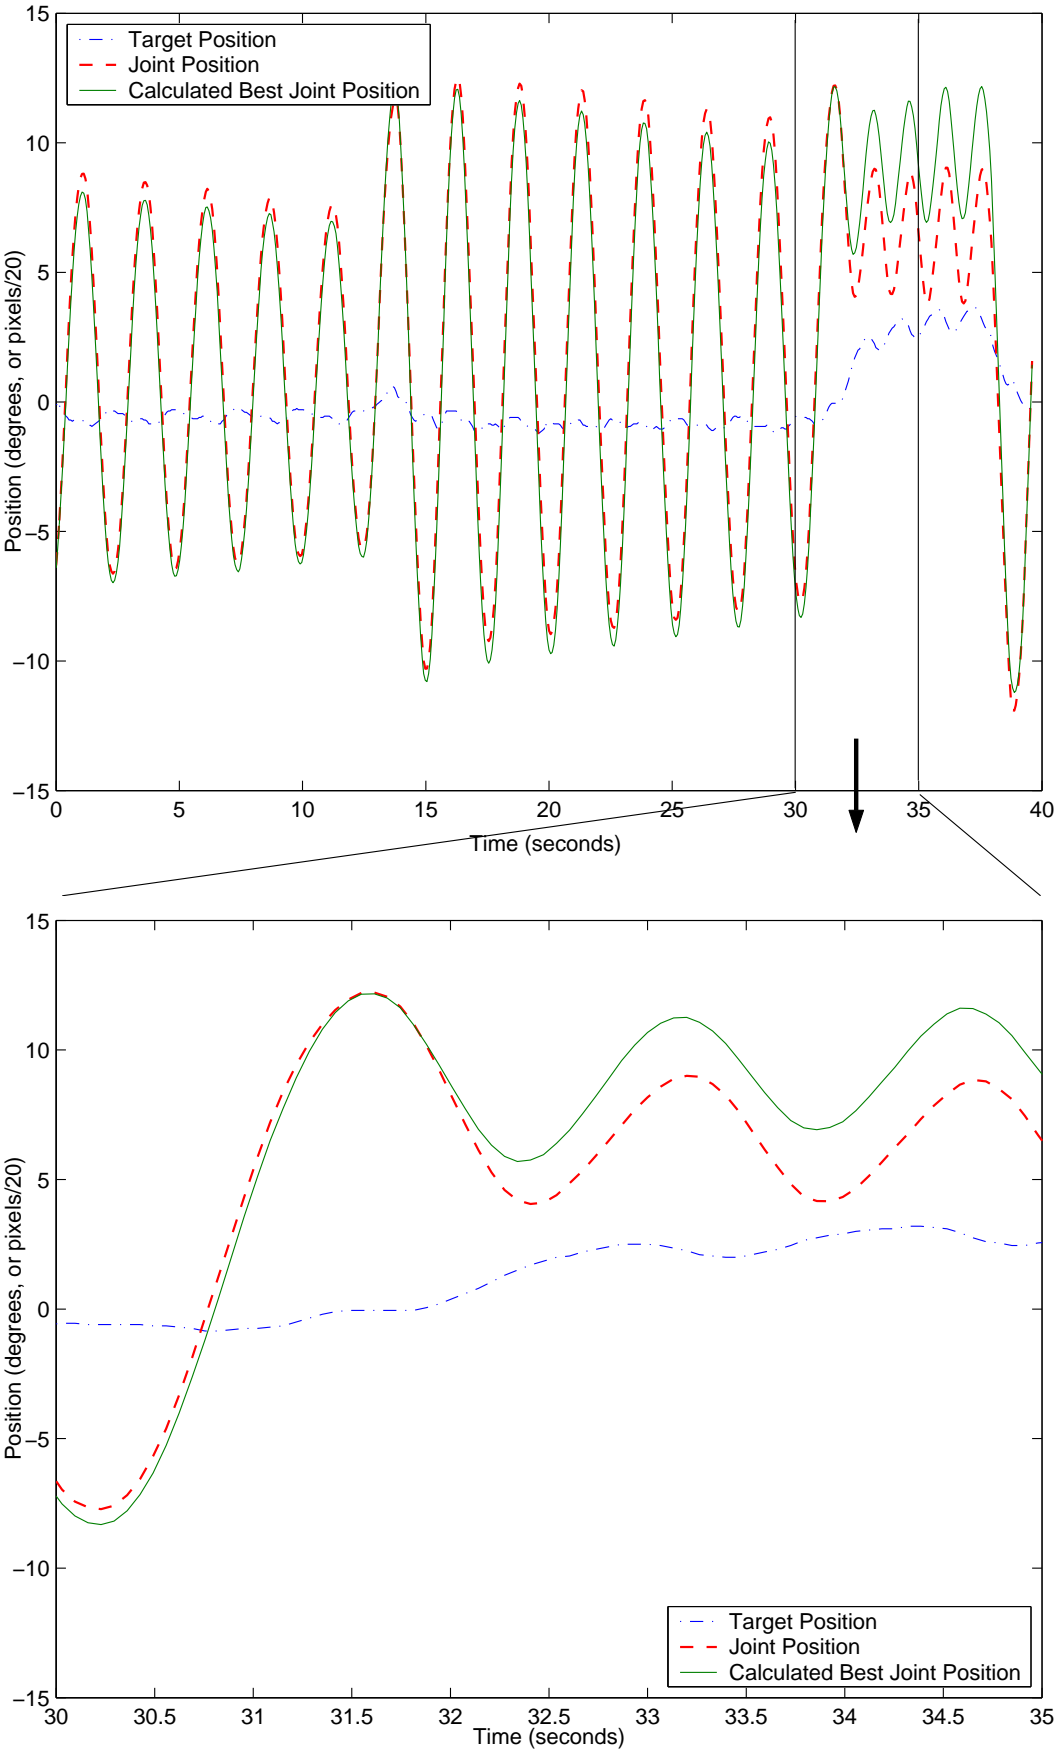 15
10
5
0
−5
−10
−15
Position (degrees, or pixels/20)
Target Position
Joint Position
Calculated Best Joint Position
0 5 10 15 20 25 30 35 40
Time (seconds)
15
10
5
0
−5
−10
−15
Position (degrees, or pixels/20)
Target Position
Joint Position
Calculated Best Joint Position
30 30.5 31 31.5 32 32.5 33 33.5 34 34.5 35
Time (seconds)